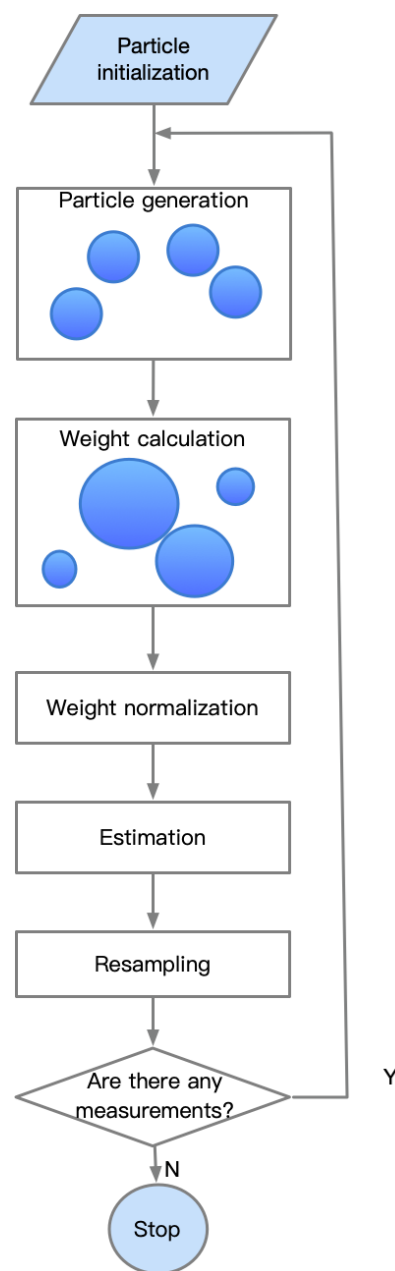 Particle
initialization
Particle generation
Weight calculation
Weight normalization
Estimation
Resampling
Are there any
measurements?
Y
N
Stop